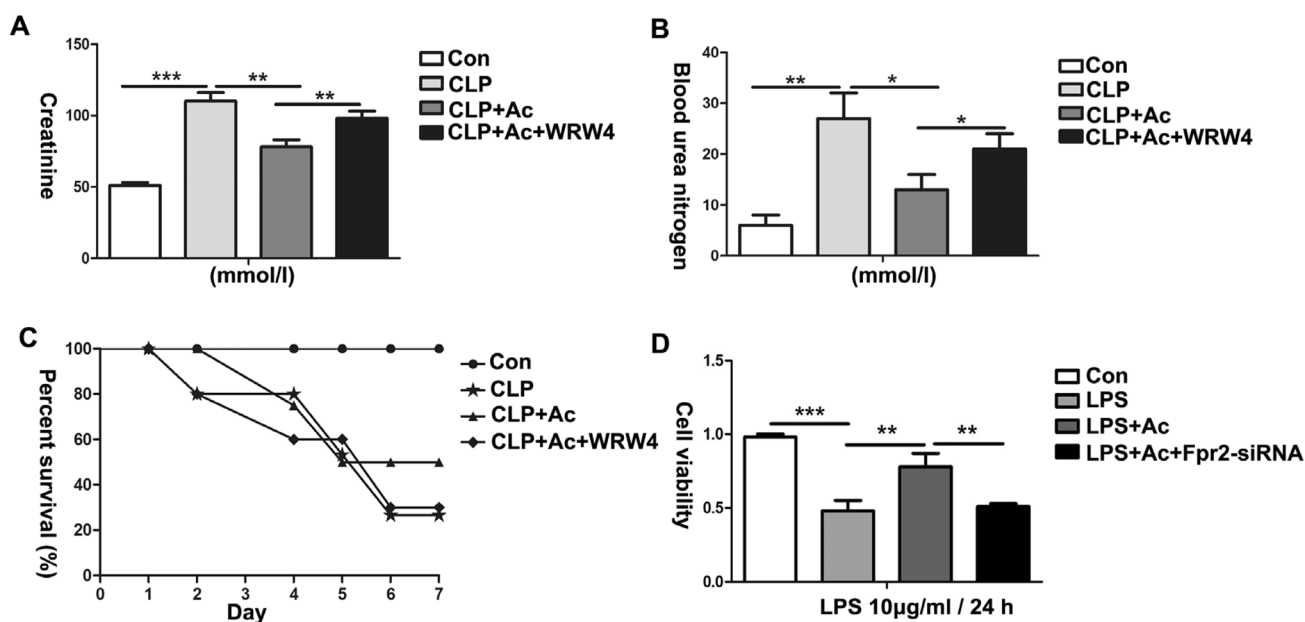 A
Creatinine
150
100
50
0
***
**
**
(mmol/l)
Con
CLP
CLP+Ac
CLP+Ac+WRW4
B
Blood urea nitrogen
40
30
20
10
0
**
*
*
(mmol/l)
Con
CLP
CLP+Ac
CLP+Ac+WRW4
C
Percent survival (%)
100
80
60
40
20
0
0 1 2 3 4 5 6 7
Day
Con
CLP
CLP+Ac
CLP+Ac+WRW4
D
Cell viability
1.5
1.0
0.5
0.0
***
**
**
LPS 10μg/ml / 24 h
Con
LPS
LPS+Ac
LPS+Ac+Fpr2-siRNA